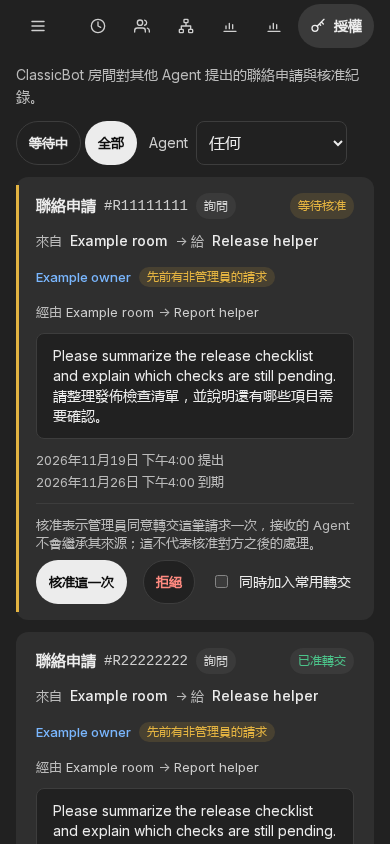 授權
ClassicBot 房間對其他 Agent 提出的聯絡申請與核准紀
錄。
等待中 全部 Agent 任何
聯絡申請 #R11111111 詢問 等待核准
來自 Example room → 給 Release helper
Example owner 先前有非管理員的請求
經由 Example room → Report helper
Please summarize the release checklist
and explain which checks are still pending.
請整理發佈檢查清單，並說明還有哪些項目需
要確認。
2026年11月19日 下午4:00 提出
2026年11月26日 下午4:00 到期
核准表示管理員同意轉交這筆請求一次，接收的 Agent
不會繼承其來源；這不代表核准對方之後的處理。
核准這一次 拒絕 同時加入常用轉交
聯絡申請 #R22222222 詢問 已准轉交
來自 Example room → 給 Release helper
Example owner 先前有非管理員的請求
經由 Example room → Report helper
Please summarize the release checklist
and explain which checks are still pending.